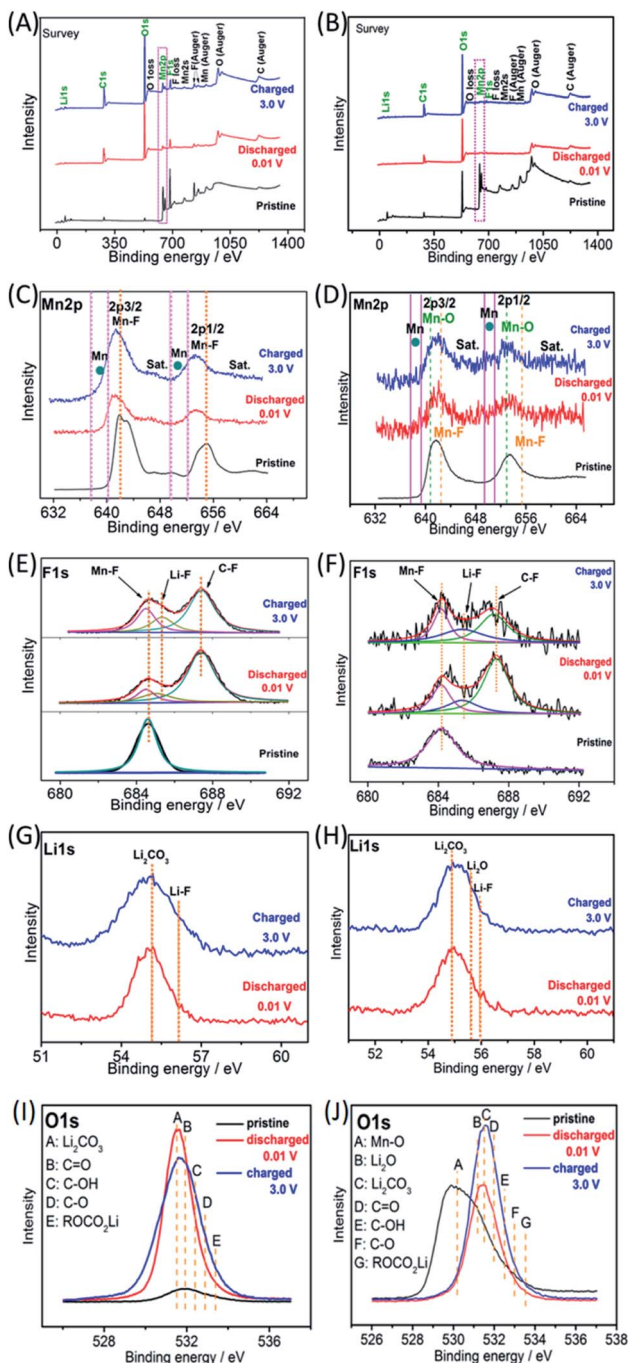 (A)
Survey
Li1s
C1s
O1s
O loss
Mn2p
F1s
F loss
Mn2s
F(Auger)
Mn (Auger)
O (Auger)
C (Auger)
Charged
3.0 V
Discharged
0.01 V
Pristine
Intensity
0 350 700 1050 1400
Binding energy / eV
(B)
Survey
Li1s
C1s
O1s
O loss
Mn2p
F1s
F loss
Mn2s
F (Auger)
Mn (Auger)
O (Auger)
C (Auger)
Charged
3.0 V
Discharged
0.01 V
Pristine
Intensity
0 350 700 1050 1400
Binding energy / eV
(C)
Mn2p
2p3/2
Mn-F
2p1/2
Mn-F
Mn
Sat.
Mn
Sat.
Charged
3.0 V
Discharged
0.01 V
Pristine
Intensity
632 640 648 656 664
Binding energy / eV
(D)
Mn2p
2p3/2
Mn-O
2p1/2
Mn-O
Mn
Sat.
Mn
Sat.
Charged
3.0 V
Discharged
0.01 V
Mn-F
Mn-F
Pristine
Intensity
632 640 648 656 664
Binding energy / eV
(E)
F1s
Mn-F
Li-F
C-F
Charged
3.0 V
Discharged
0.01 V
Pristine
Intensity
680 684 688 692
Binding energy / eV
(F)
F1s
Mn-F
Li-F
C-F
Charged
3.0 V
Discharged
0.01 V
Pristine
Intensity
680 684 688 692
Binding energy / eV
(G)
Li1s
Li₂CO₃
Li-F
Charged
3.0 V
Discharged
0.01 V
Intensity
51 54 57 60
Binding energy / eV
(H)
Li1s
Li₂CO₃
Li₂O
Li-F
Charged
3.0 V
Discharged
0.01 V
Intensity
52 54 56 58 60
Binding energy / eV
(I)
O1s
A: Li₂CO₃
B: C=O
C: C-OH
D: C-O
E: ROCO₂Li
A
B
C
D
E
pristine
discharged
0.01 V
charged
3.0 V
Intensity
528 532 536
Binding energy / eV
(J)
O1s
A: Mn-O
B: Li₂O
C: Li₂CO₃
D: C=O
E: C-OH
F: C-O
G: ROCO₂Li
A
B
C
D
E
F
G
pristine
discharged
0.01 V
charged
3.0 V
Intensity
526 528 530 532 534 536 538
Binding energy / eV